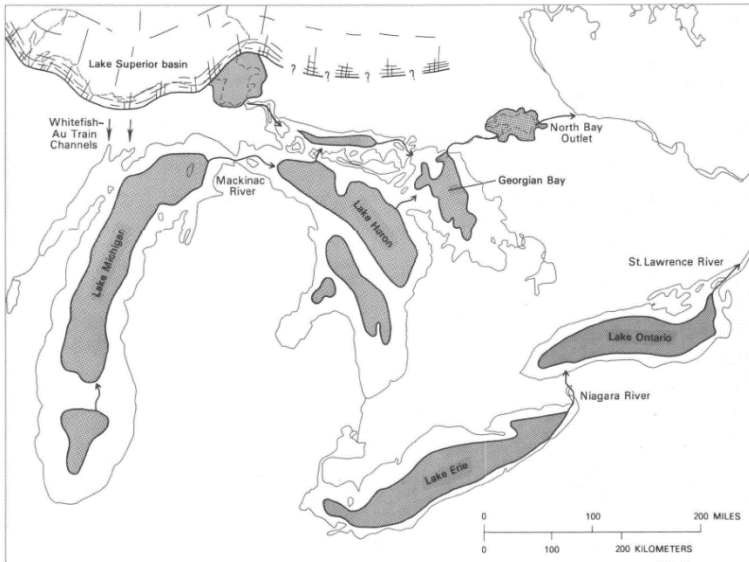 Lake Superior basin
? ? ? ? ?
Whitefish-
Au Train
Channels
North Bay
Outlet
Mackinac
River
Georgian Bay
Lake Huron
Lake Michigan
St. Lawrence River
Lake Ontario
Niagara River
Lake Erie
0 100 200 MILES
0 100 200 KILOMETERS